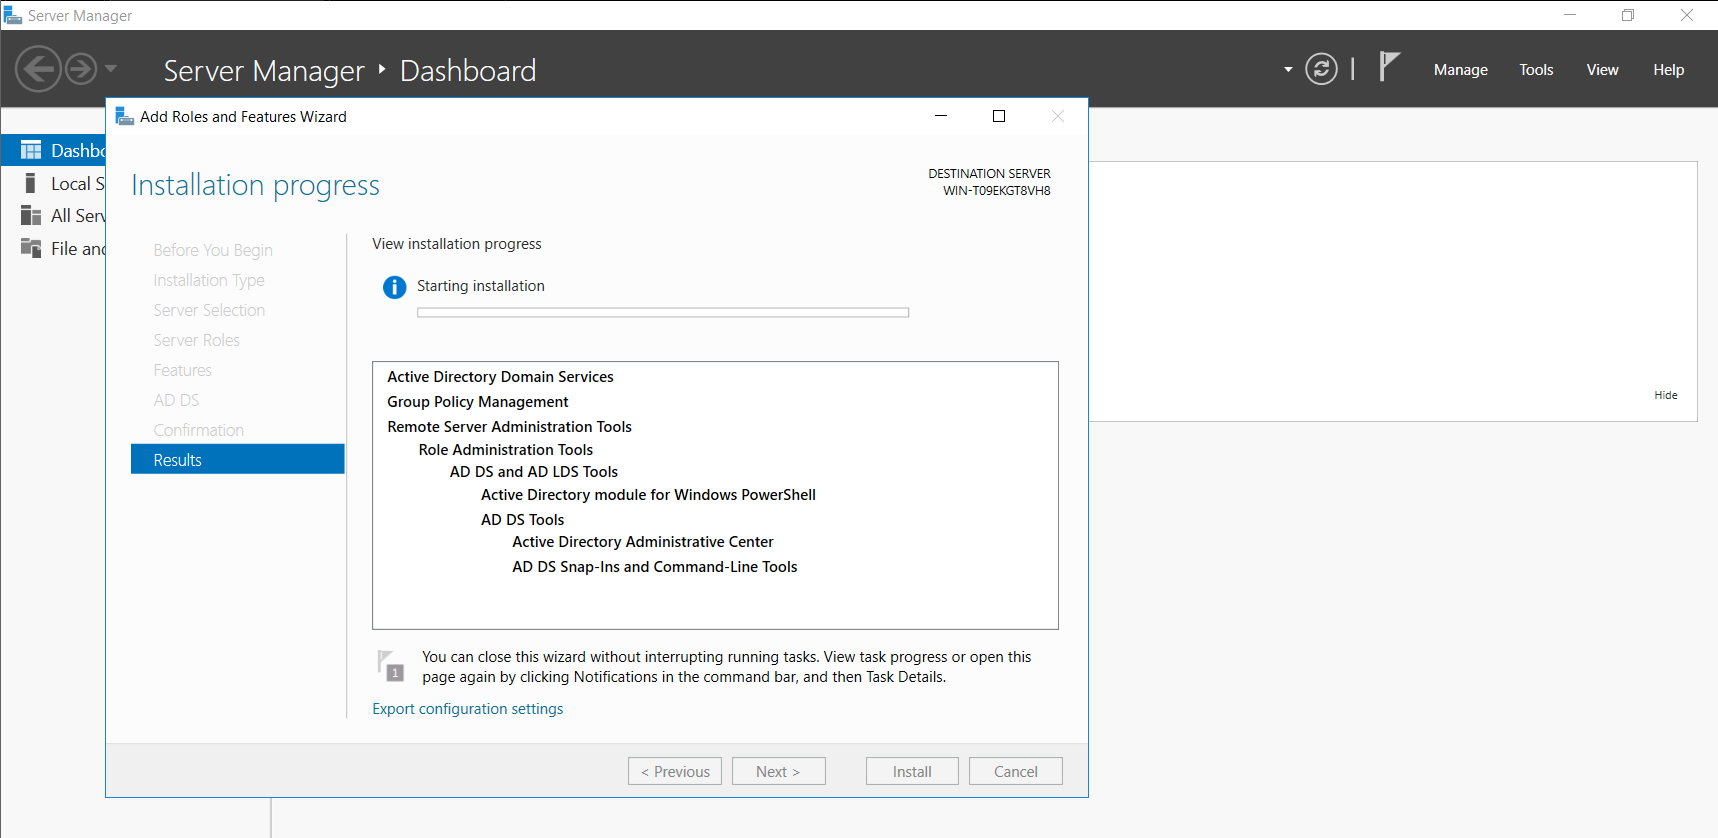 Server Manager
Server Manager ‣ Dashboard
Manage
Tools
View
Help
Add Roles and Features Wizard
Dashbo
Local S
All Serv
File and
Installation progress
DESTINATION SERVER
WIN-T09EKGT8VH8
Before You Begin
Installation Type
Server Selection
Server Roles
Features
AD DS
Confirmation
Results
View installation progress
Starting installation
Active Directory Domain Services
Group Policy Management
Remote Server Administration Tools
Role Administration Tools
AD DS and AD LDS Tools
Active Directory module for Windows PowerShell
AD DS Tools
Active Directory Administrative Center
AD DS Snap-Ins and Command-Line Tools
1
You can close this wizard without interrupting running tasks. View task progress or open this
page again by clicking Notifications in the command bar, and then Task Details.
Export configuration settings
< Previous
Next >
Install
Cancel
Hide